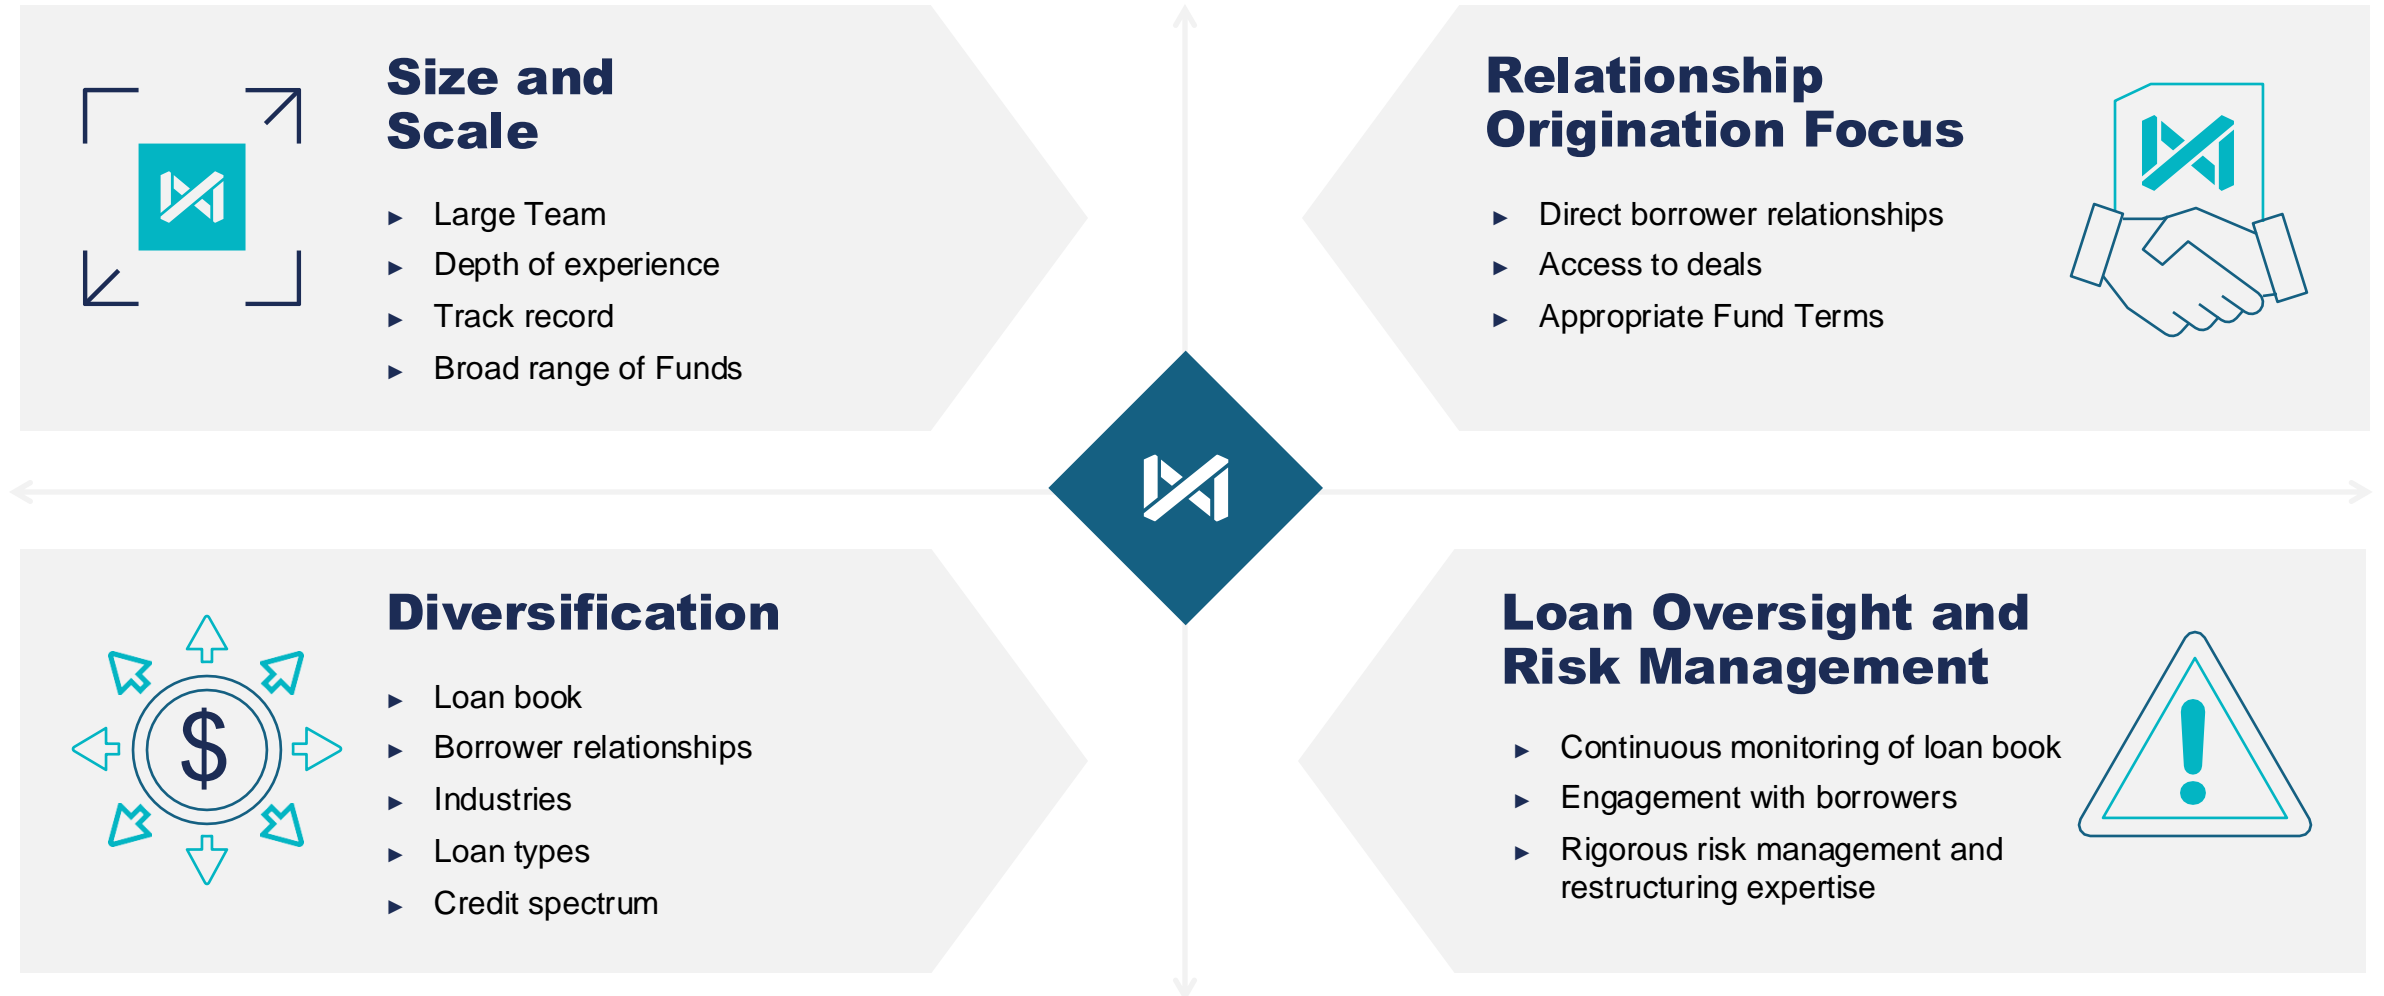 Size and
Scale
► Large Team
► Depth of experience
► Track record
► Broad range of Funds
Relationship
Origination Focus
► Direct borrower relationships
► Access to deals
► Appropriate Fund Terms
Diversification
► Loan book
► Borrower relationships
► Industries
► Loan types
► Credit spectrum
$
Loan Oversight and
Risk Management
► Continuous monitoring of loan book
► Engagement with borrowers
► Rigorous risk management and
restructuring expertise
!